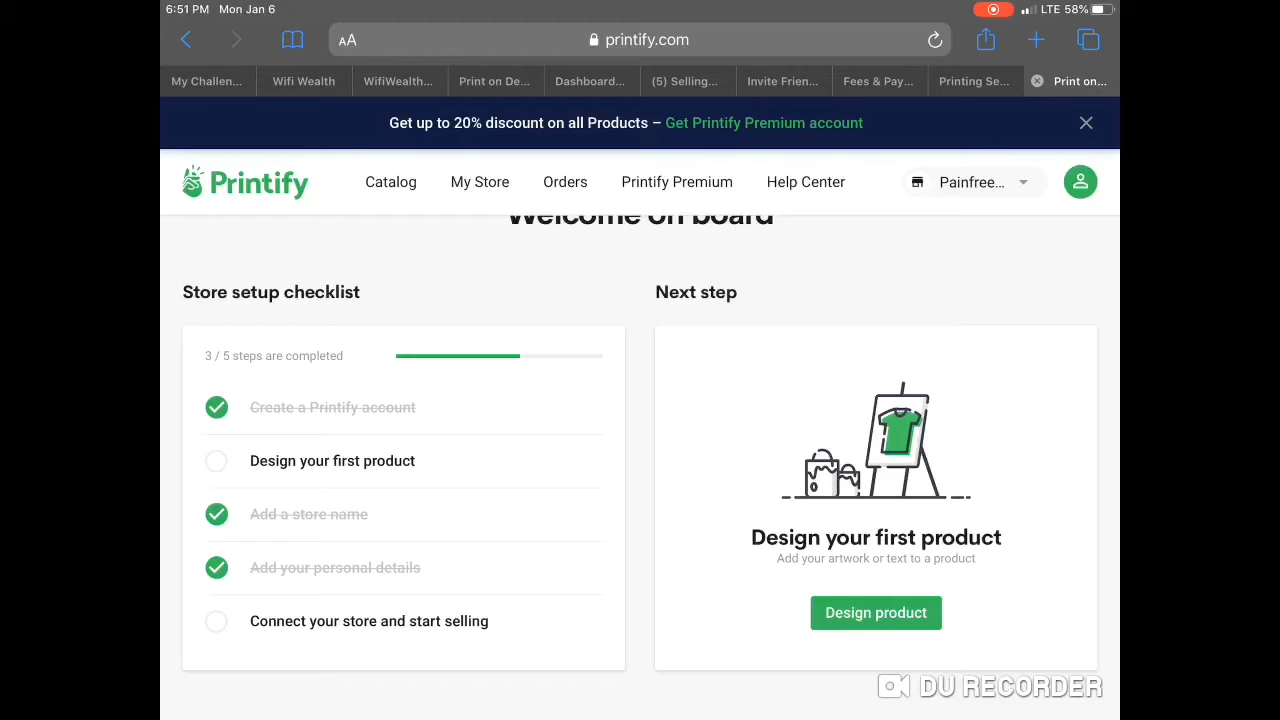 6:51 PM Mon Jan 6
LTE 58%
AA
printify.com
My Challen... Wifi Wealth WifiWealth... Print on De... Dashboard... (5) Selling... Invite Frien... Fees & Pay... Printing Se... Print on...
Get up to 20% discount on all Products – Get Printify Premium account
Printify Catalog My Store Orders Printify Premium Help Center Painfree...
Welcome on board
Store setup checklist
Next step
3 / 5 steps are completed
Create a Printify account
Design your first product
Add a store name
Add your personal details
Connect your store and start selling
Design your first product
Add your artwork or text to a product
Design product
DU RECORDER